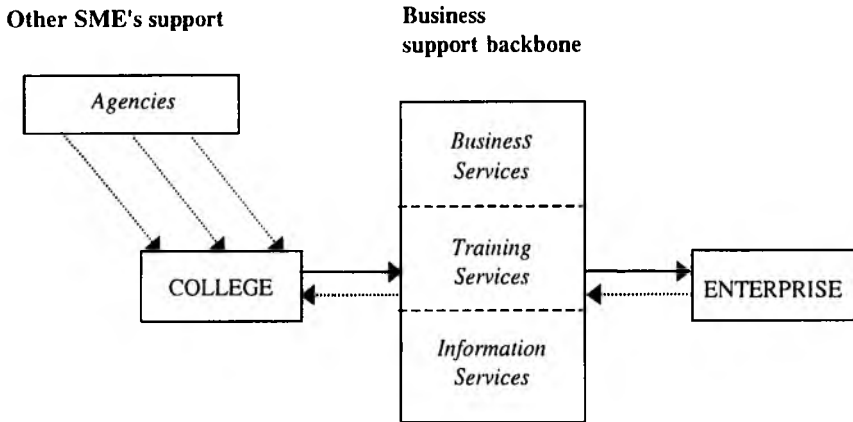 Other SME's support
Business
support backbone
Agencies
Business
Services
Training
Services
COLLEGE
ENTERPRISE
Information
Services